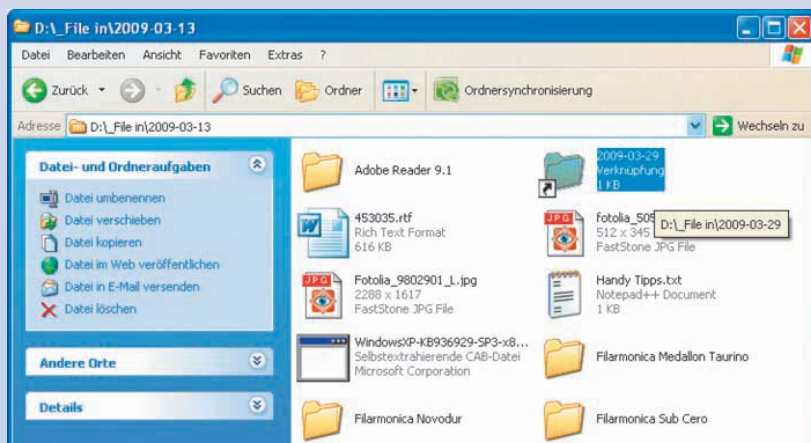 D:\_File in\2009-03-13
Datei Bearbeiten Ansicht Favoriten Extras ?
Zurück Suchen Ordner Ordnersynchronisierung
Adresse D:\_File in\2009-03-13 Wechseln zu
Datei- und Ordneraufgaben
Datei umbenennen
Datei verschieben
Datei kopieren
Datei im Web veröffentlichen
Datei in E-Mail versenden
Datei löschen
Andere Orte
Details
Adobe Reader 9.1
2009-03-29
Verknüpfung
1 KB
453035.rtf
Rich Text Format
616 KB
JPG
fotolia_505
512 x 345
FastStone JPG File
D:\_File in\2009-03-29
JPG
Fotolia_9802901_L.jpg
2288 x 1617
FastStone JPG File
Handy Tipps.txt
Notepad++ Document
1 KB
WindowsXP-KB936929-SP3-x8...
Selbstextrahierende CAB-Datei
Microsoft Corporation
Filarmonica Medallon Taurino
Filarmonica Novodur
Filarmonica Sub Cero